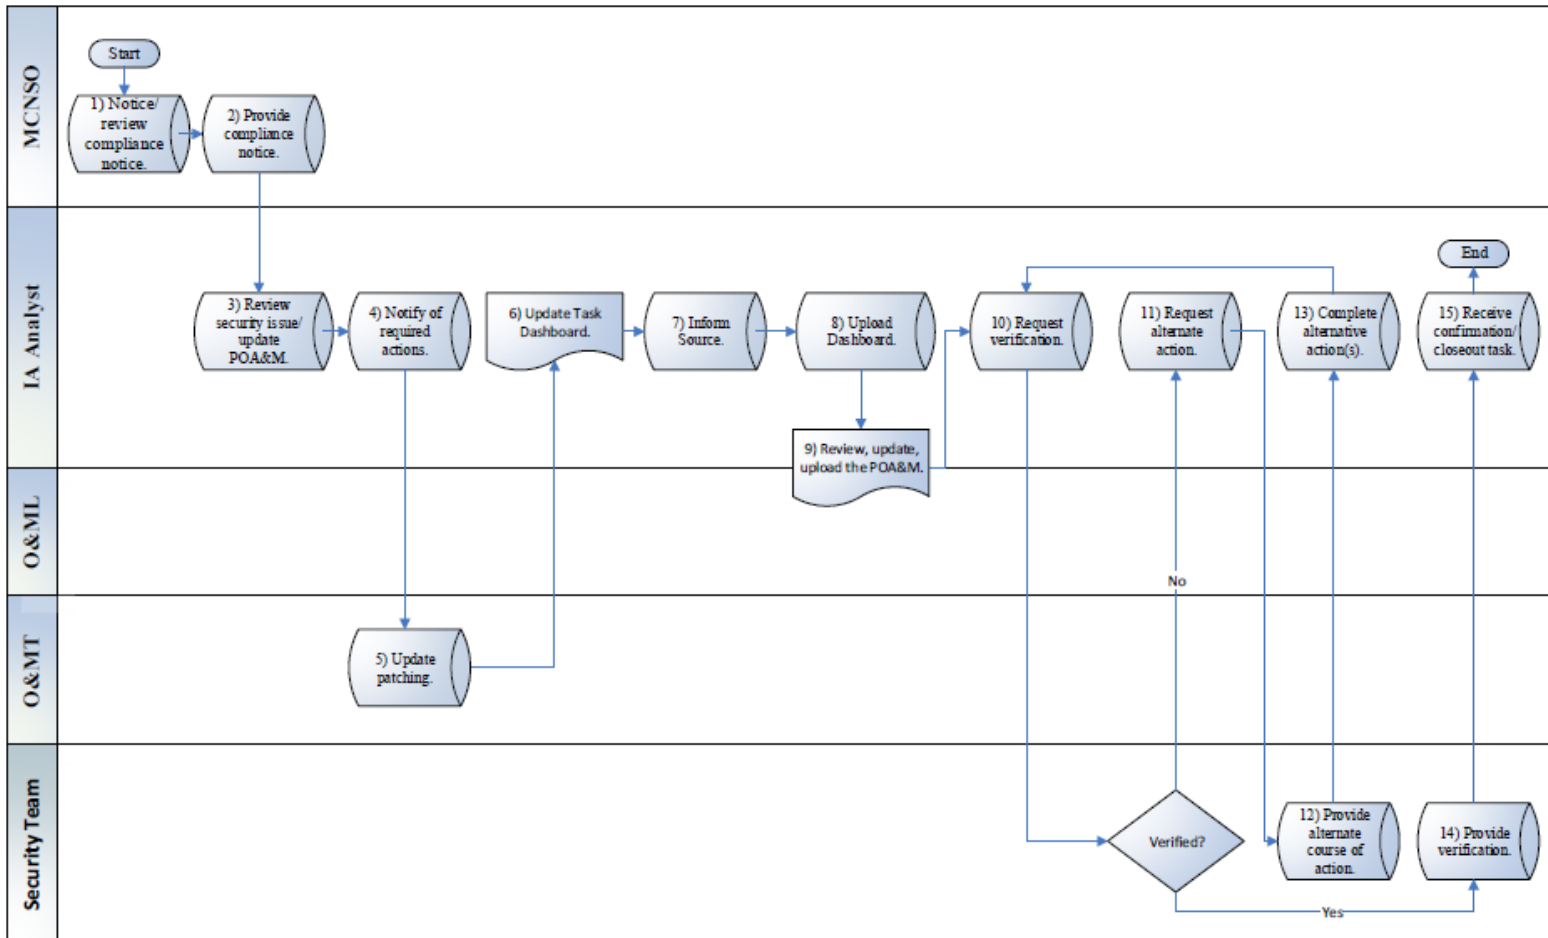 MCNSO
Start
1) Notice/
review
compliance
notice.
2) Provide
compliance
notice.
IA Analyst
3) Review
security issue/
update
POA&M.
4) Notify of
required
actions.
6) Update Task
Dashboard.
7) Inform
Source.
8) Upload
Dashboard.
9) Review, update,
upload the POA&M.
10) Request
verification.
11) Request
alternate
action.
13) Complete
alternative
action(s).
End
15) Receive
confirmation/
closeout task.
O&ML
No
O&MT
5) Update
patching.
Security Team
Verified?
12) Provide
alternate
course of
action.
14) Provide
verification.
Yes